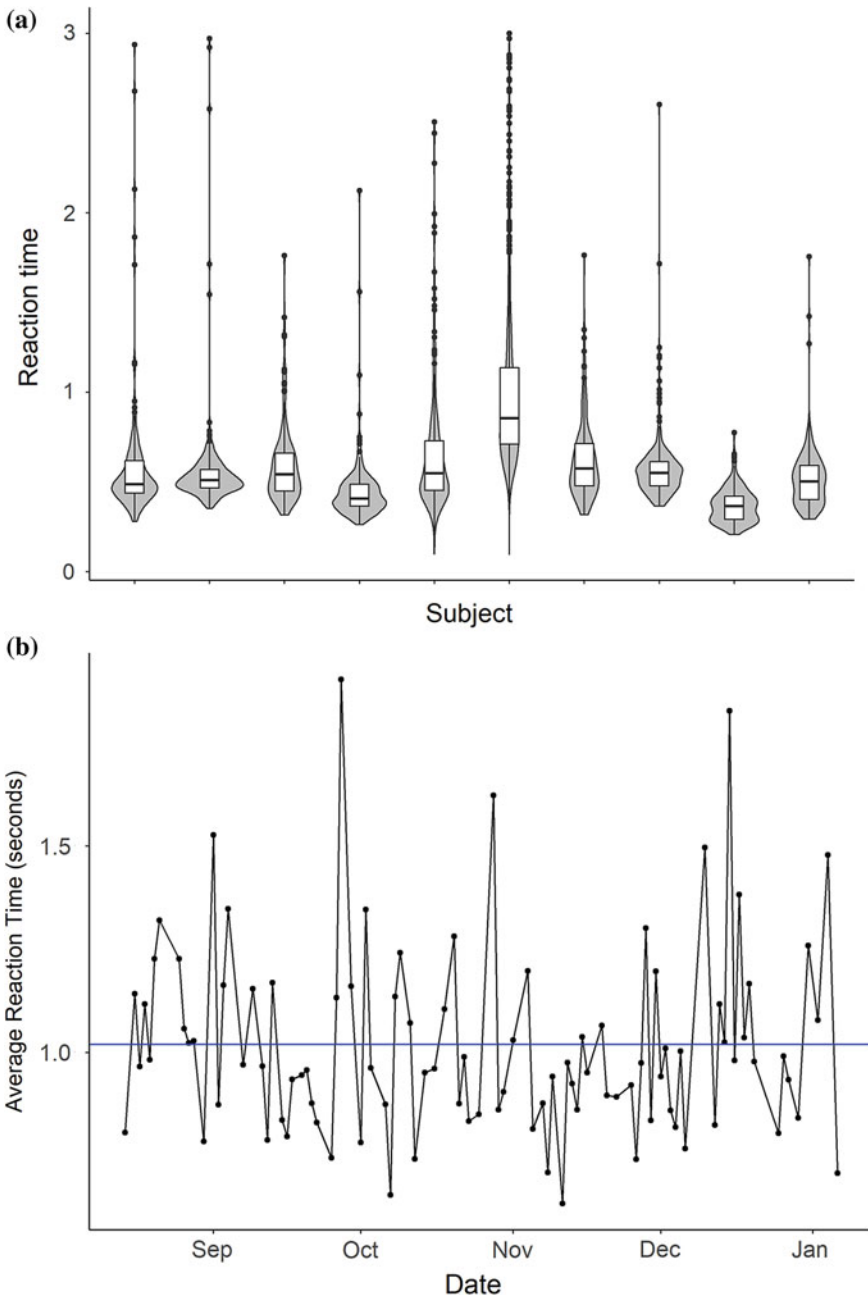 (a)
3
2
1
0
Reaction time
Subject
(b)
1.5
1.0
Average Reaction Time (seconds)
Sep Oct Nov Dec Jan
Date